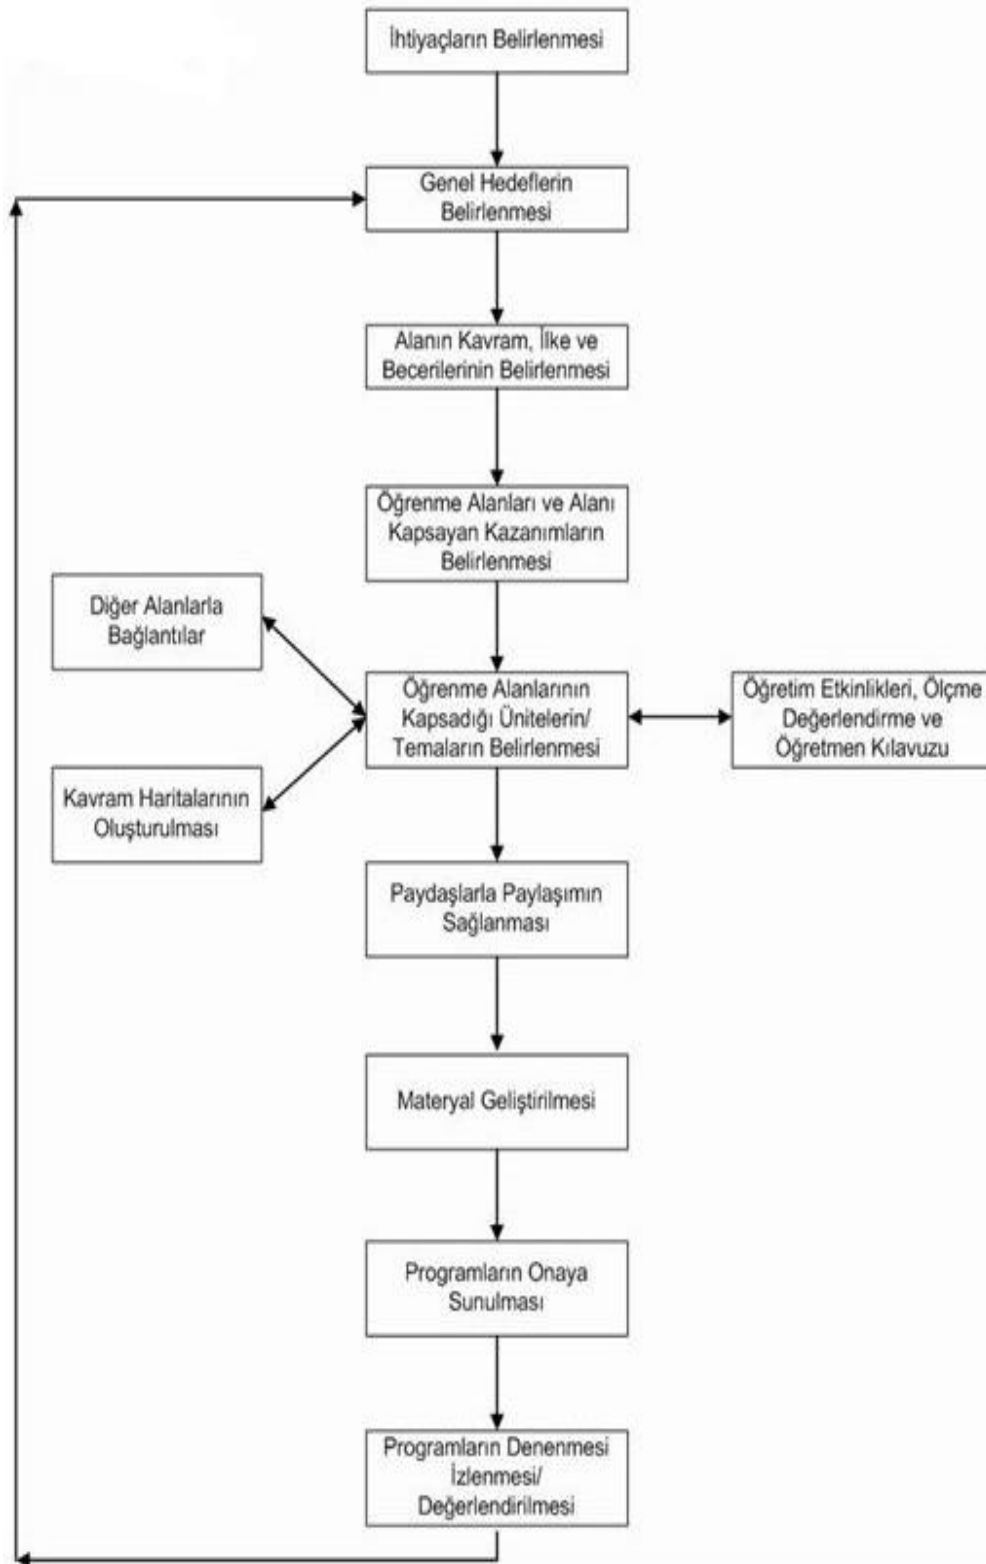 İhtiyaçların Belirlenmesi
Genel Hedeflerin
Belirlenmesi
Alanın Kavram, İlke ve
Becerilerinin Belirlenmesi
Öğrenme Alanları ve Alanı
Kapsayan Kazanımların
Belirlenmesi
Diğer Alanlarla
Bağlantılar
Öğrenme Alanlarının
Kapsadığı Ünitelerin/
Temaların Belirlenmesi
Öğretim Etkinlikleri, Ölçme
Değerlendirme ve
Öğretmen Kılavuzu
Kavram Haritalarının
Oluşturulması
Paydaşlarla Paylaşımın
Sağlanması
Materyal Geliştirilmesi
Programların Onaya
Sunulması
Programların Denenmesi
İzlenmesi/
Değerlendirilmesi